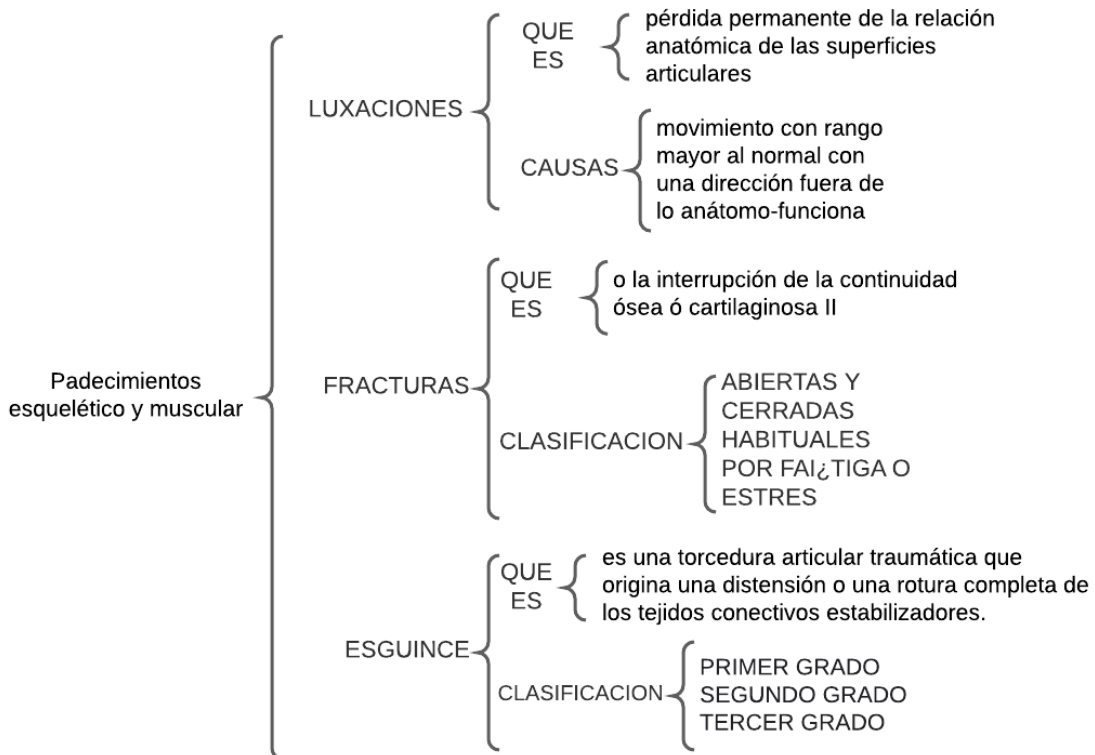 Padecimientos
esquelético y muscular
LUXACIONES
QUE
ES
pérdida permanente de la relación
anatómica de las superficies
articulares
CAUSAS
movimiento con rango
mayor al normal con
una dirección fuera de
lo anátomo-funciona
FRACTURAS
QUE
ES
o la interrupción de la continuidad
ósea ó cartilaginosa II
CLASIFICACION
ABIERTAS Y
CERRADAS
HABITUALES
POR FAI¿TIGA O
ESTRES
ESGUINCE
QUE
ES
es una torcedura articular traumática que
origina una distensión o una rotura completa de
los tejidos conectivos estabilizadores.
CLASIFICACION
PRIMER GRADO
SEGUNDO GRADO
TERCER GRADO